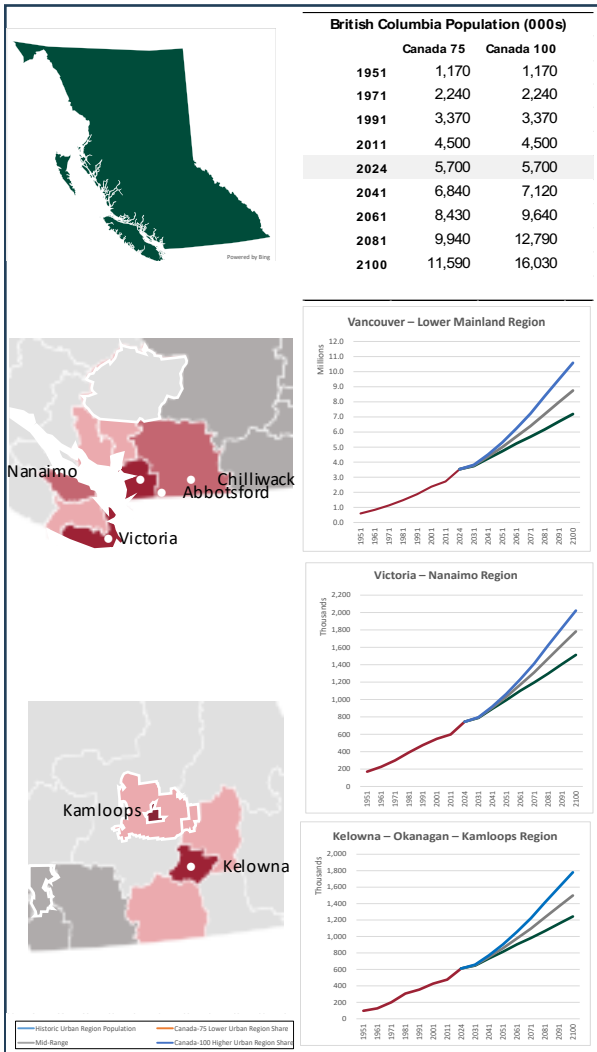 British Columbia Population (000s)
Canada 75 Canada 100
1951 1,170 1,170
1971 2,240 2,240
1991 3,370 3,370
2011 4,500 4,500
2024 5,700 5,700
2041 6,840 7,120
2061 8,430 9,640
2081 9,940 12,790
2100 11,590 16,030
Powered by Bing
Nanaimo
Chilliwack
Abbotsford
Victoria
Vancouver – Lower Mainland Region
Millions
12.0
11.0
10.0
9.0
8.0
7.0
6.0
5.0
4.0
3.0
2.0
1.0
0.0
1951 1961 1971 1981 1991 2001 2011 2024 2031 2041 2051 2061 2071 2081 2091 2100
Victoria – Nanaimo Region
Thousands
2,200
2,000
1,800
1,600
1,400
1,200
1,000
800
600
400
200
0
1951 1961 1971 1981 1991 2001 2011 2024 2031 2041 2051 2061 2071 2081 2091 2100
Kamloops
Kelowna
Kelowna – Okanagan – Kamloops Region
Thousands
2,000
1,800
1,600
1,400
1,200
1,000
800
600
400
200
0
1951 1961 1971 1981 1991 2001 2011 2024 2031 2041 2051 2061 2071 2081 2091 2100
Historic Urban Region Population Canada-75 Lower Urban Region Share
Mid-Range Canada-100 Higher Urban Region Share